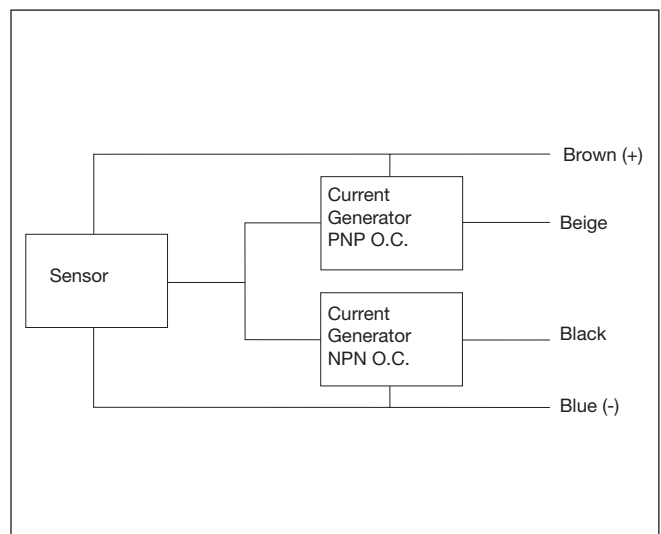 Brown (+)
Current
Generator
PNP O.C.
Beige
Sensor
Current
Generator
NPN O.C.
Black
Blue (-)